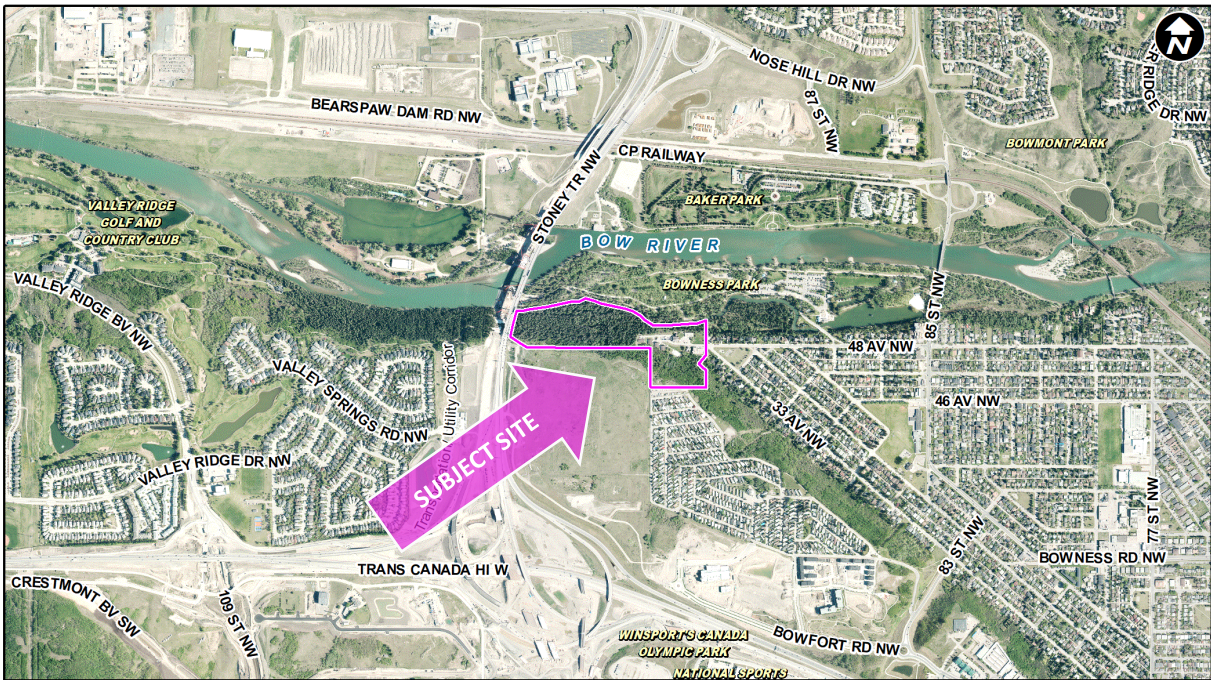 N
NOSE HILL DR NW
87 ST NW
DR NW
BEARSPAW DAM RD NW
CP RAILWAY
BOWMONT PARK
STONEY TR NW
BAKER PARK
VALLEY RIDGE
GOLF AND
COUNTRY CLUB
BOW RIVER
BOWNESS PARK
85 ST NW
VALLEY RIDGE BV NW
48 AV NW
VALLEY SPRINGS RD NW
Utility Corridor
46 AV NW
33 AV NW
SUBJECT SITE
VALLEY RIDGE DR NW
77 ST NW
83 ST NW
BOWNESS RD NW
TRANS CANADA HI W
CRESTMONT BV SW
109 ST NW
WINSPORT'S CANADA
OLYMPIC PARK
BOWFORT RD NW
NATIONAL SPORTS